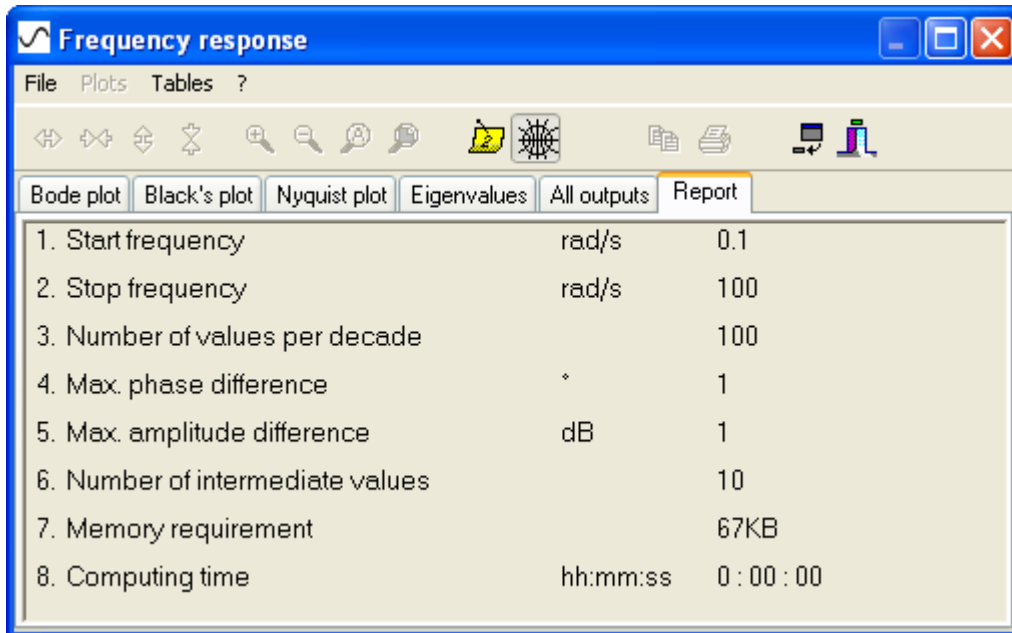 Frequency response
File Plots Tables ?
Bode plot Black's plot Nyquist plot Eigenvalues All outputs Report
1. Start frequency rad/s 0.1
2. Stop frequency rad/s 100
3. Number of values per decade 100
4. Max. phase difference ° 1
5. Max. amplitude difference dB 1
6. Number of intermediate values 10
7. Memory requirement 67KB
8. Computing time hh:mm:ss 0 : 00 : 00